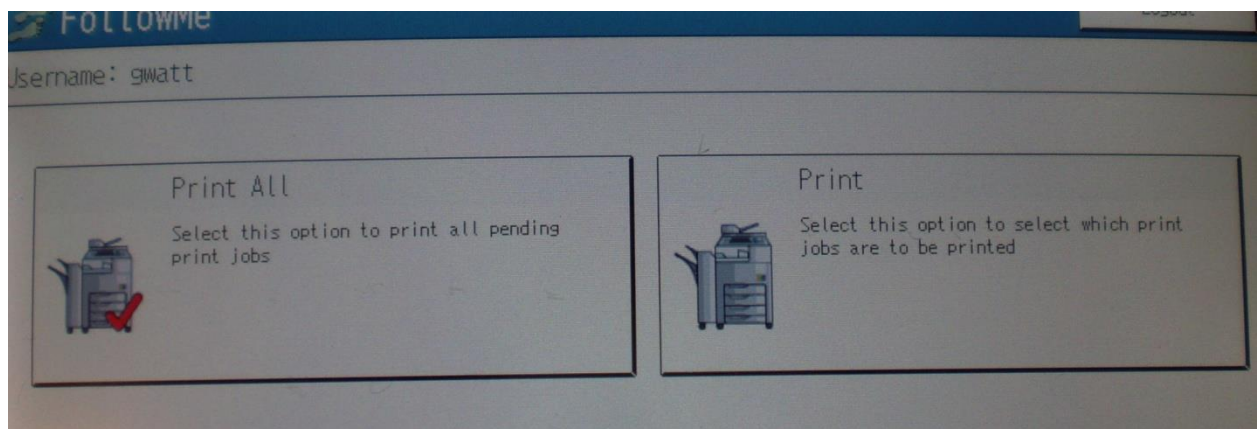 FollowMe
Logout
Username: gwatt
Print All
Select this option to print all pending
print jobs
Print
Select this option to select which print
jobs are to be printed